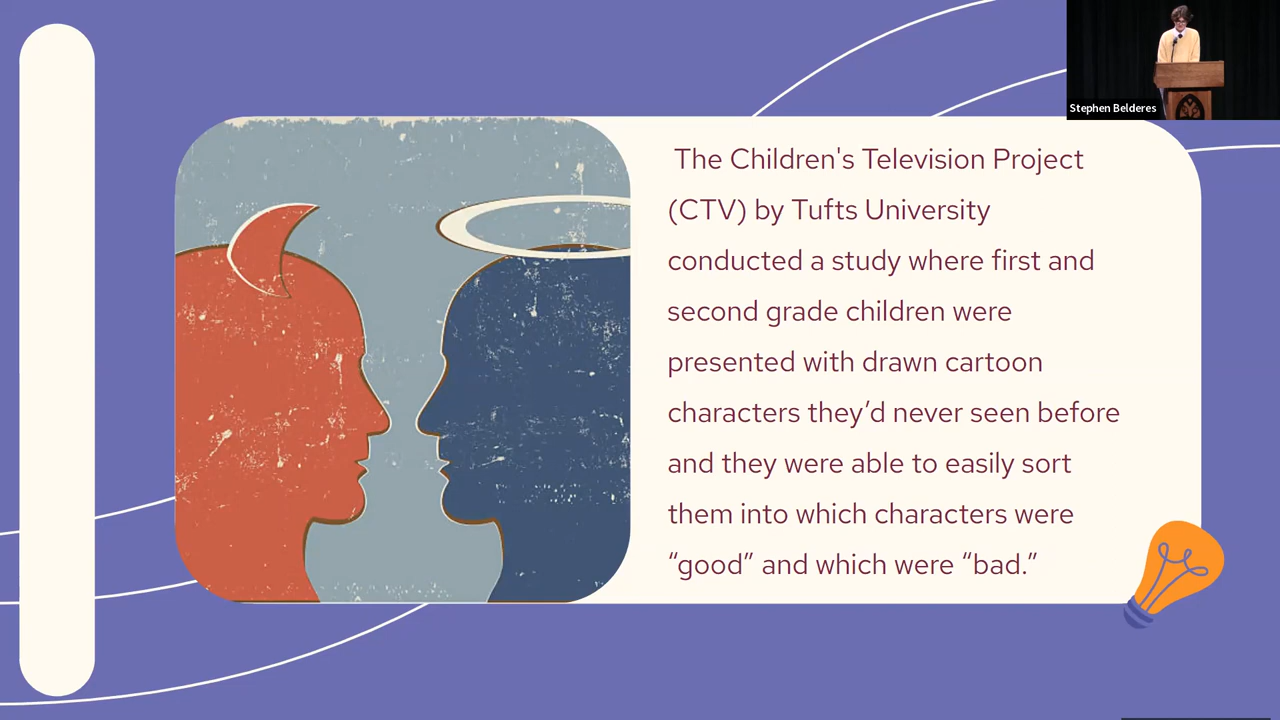 Stephen Belderes
The Children's Television Project
(CTV) by Tufts University
conducted a study where first and
second grade children were
presented with drawn cartoon
characters they’d never seen before
and they were able to easily sort
them into which characters were
“good” and which were “bad.”